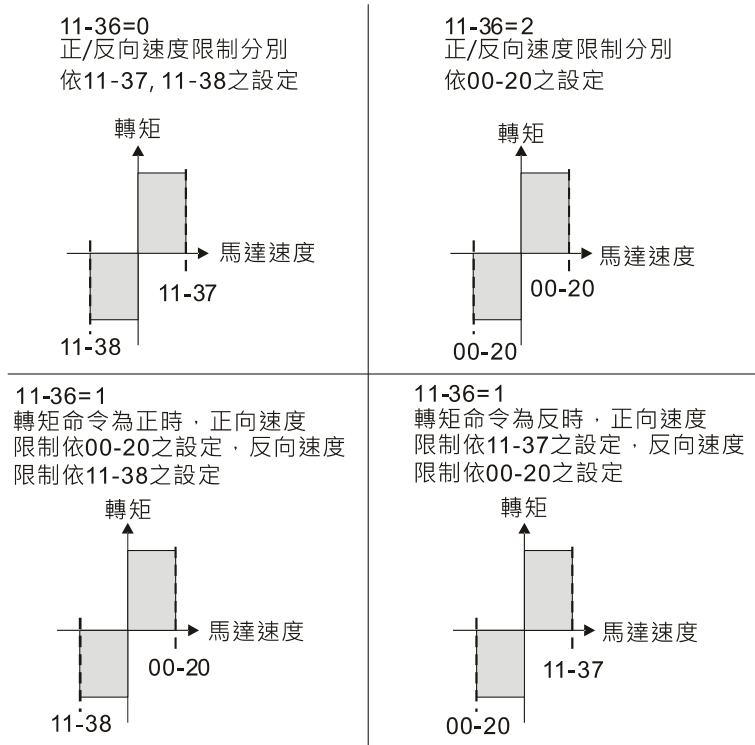 11-36=0
正/反向速度限制分別
依11-37, 11-38之設定
轉矩
馬達速度
11-37
11-38
11-36=2
正/反向速度限制分別
依00-20之設定
轉矩
馬達速度
00-20
00-20
11-36=1
轉矩命令為正時，正向速度
限制依00-20之設定，反向速度
限制依11-38之設定
轉矩
馬達速度
00-20
11-38
11-36=1
轉矩命令為反時，正向速度
限制依11-37之設定，反向速度
限制依00-20之設定
轉矩
馬達速度
11-37
00-20